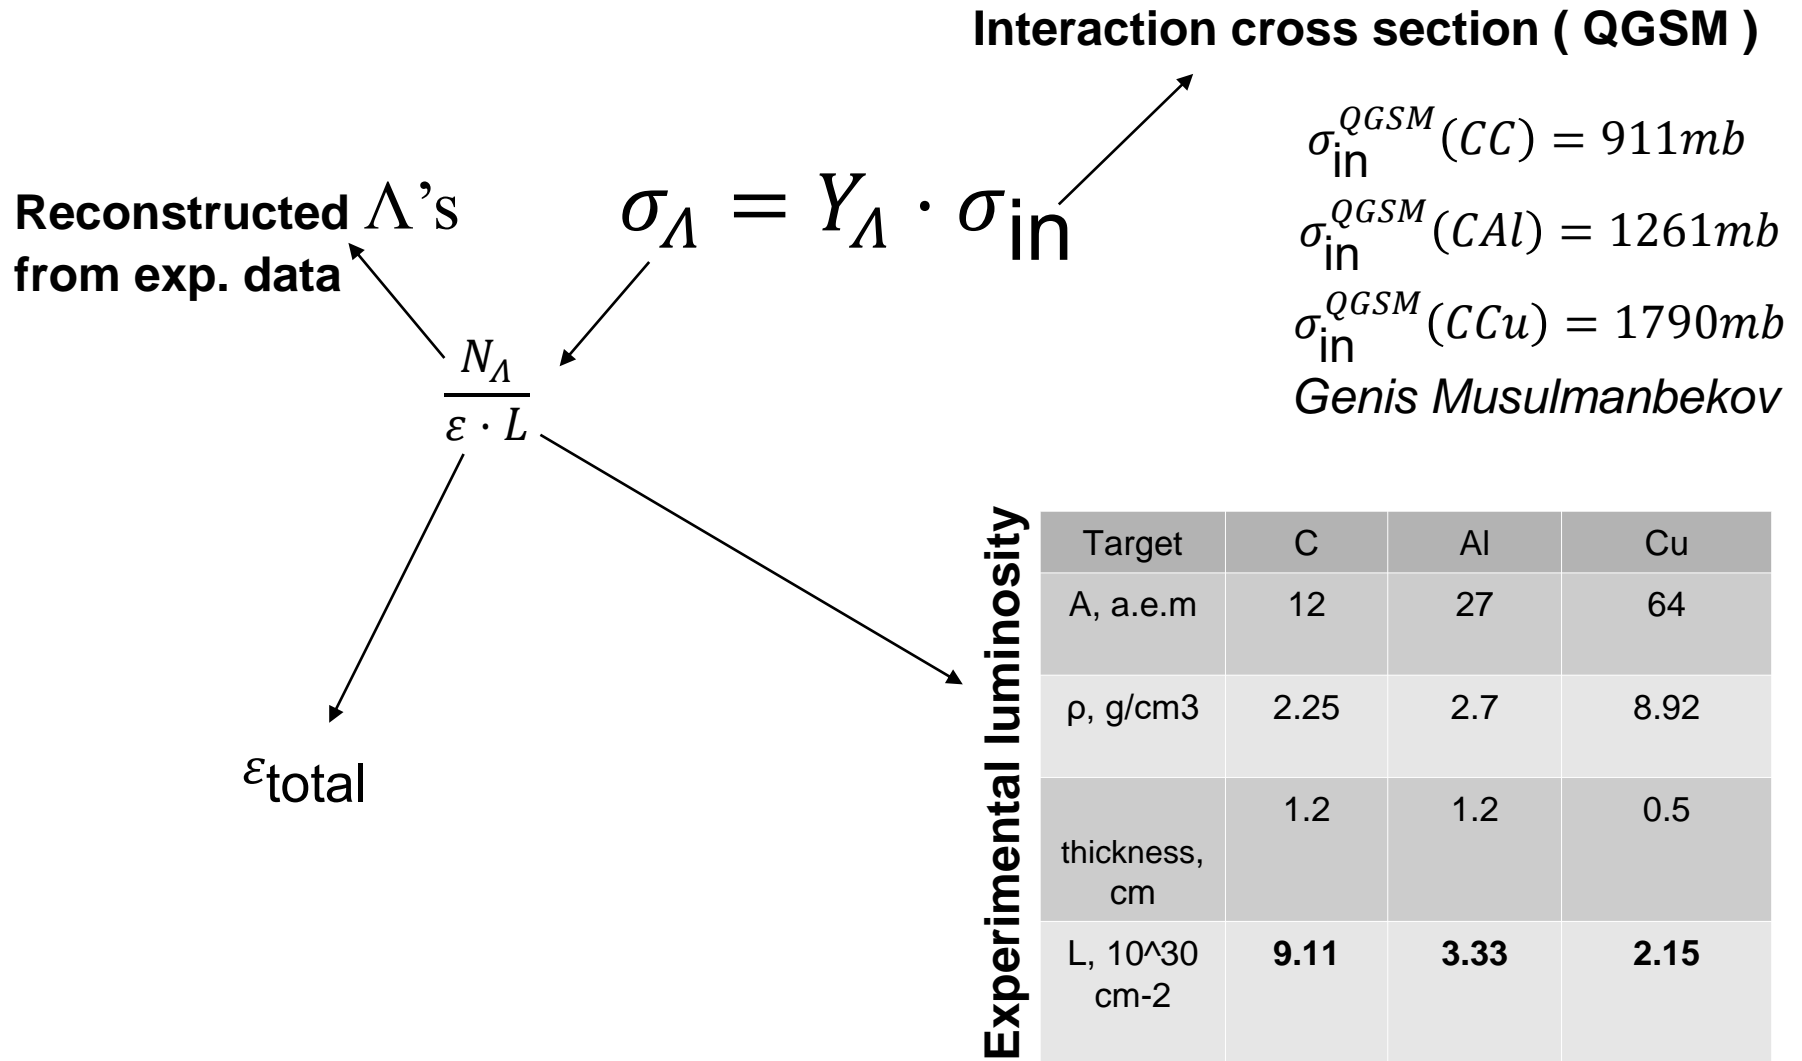 Interaction cross section ( QGSM )
σ_in^QGSM (CC) = 911mb
σ_in^QGSM (CAl) = 1261mb
σ_in^QGSM (CCu) = 1790mb
Genis Musulmanbekov
Reconstructed Λ's
from exp. data
σ_Λ = Y_Λ · σ_in
N_Λ
ε · L
ε_total
Experimental luminosity
Target C Al Cu
A, a.e.m 12 27 64
ρ, g/cm3 2.25 2.7 8.92
thickness, 1.2 1.2 0.5
cm
L, 10^30 9.11 3.33 2.15
cm-2